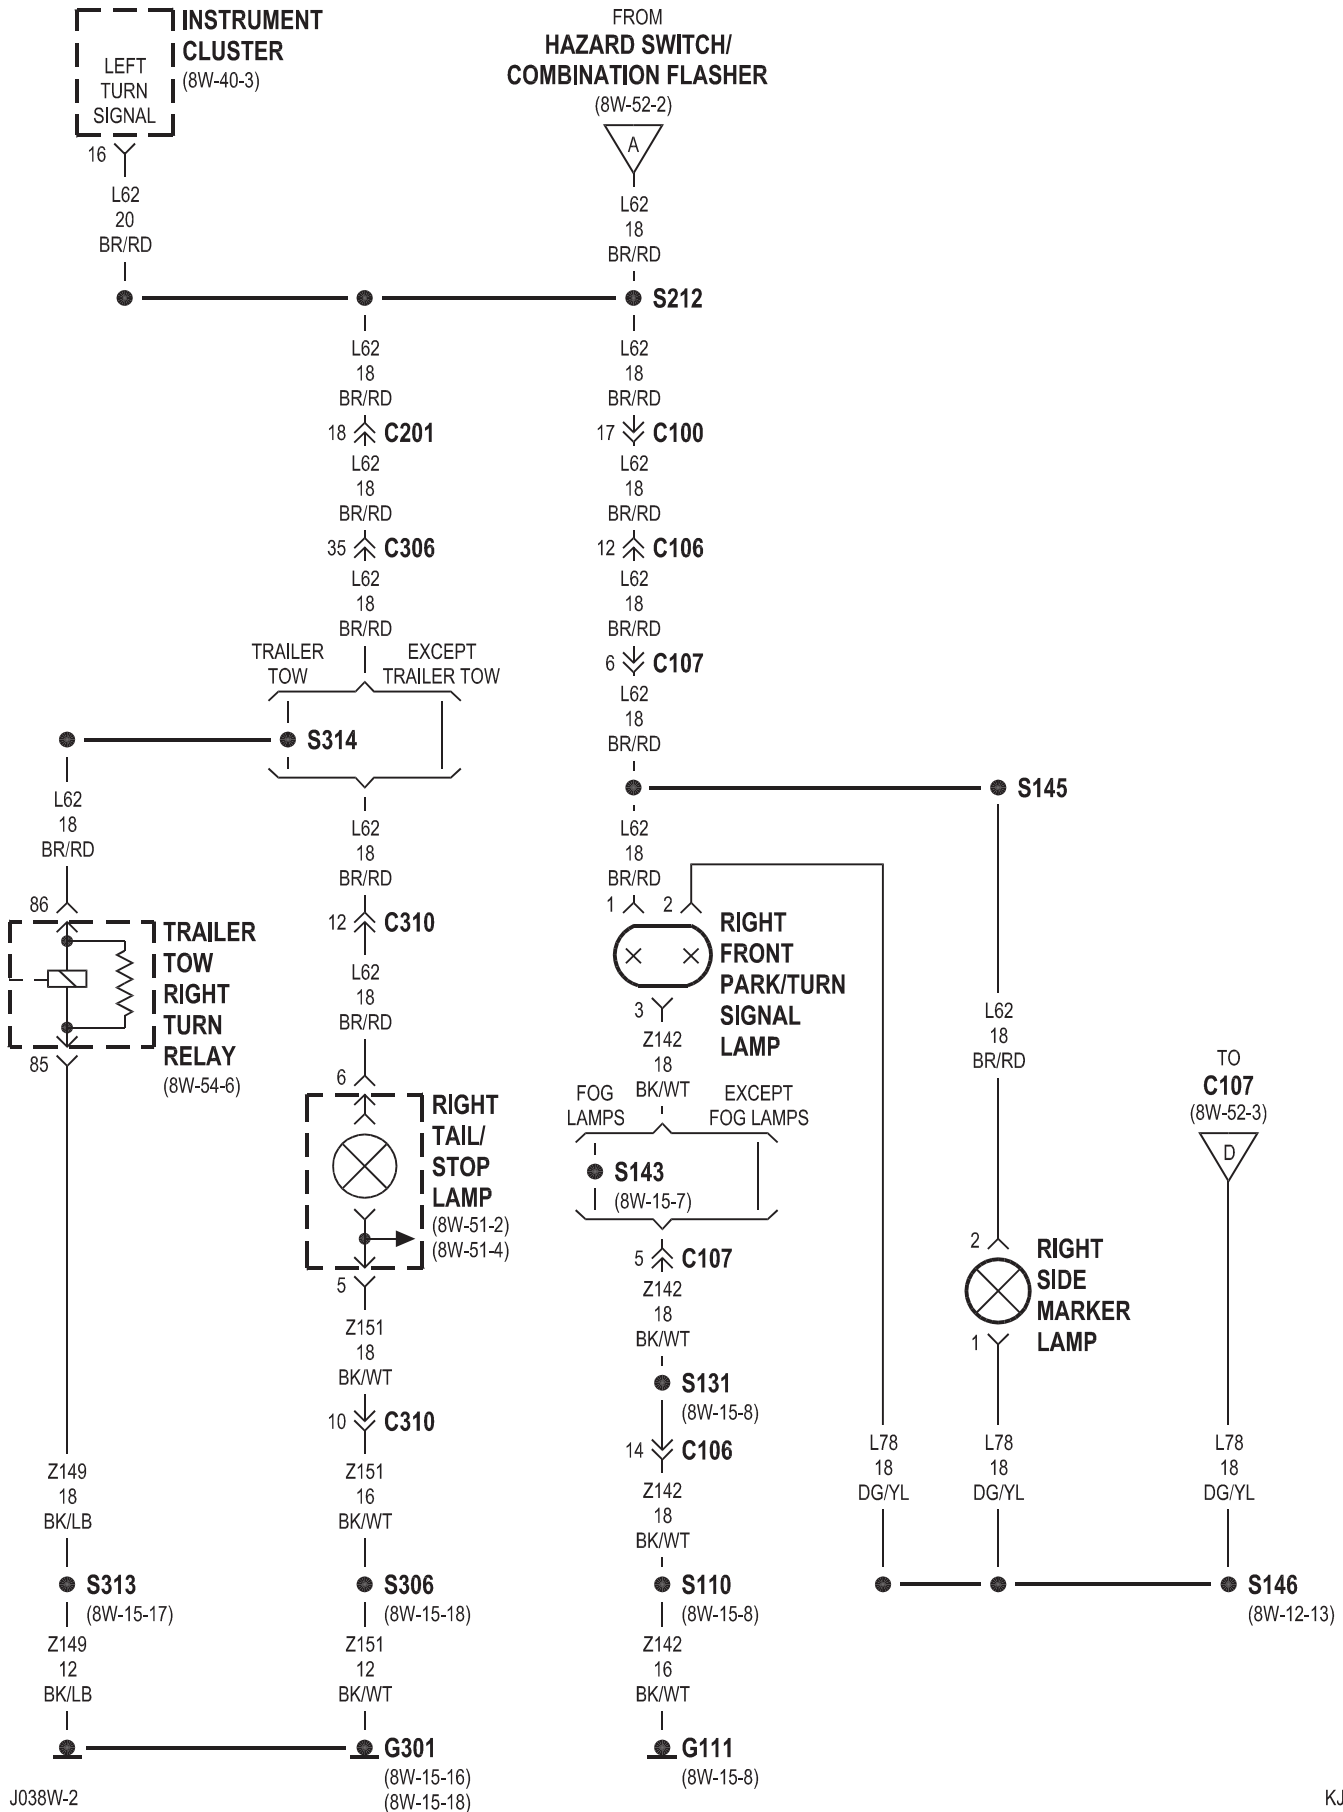 INSTRUMENT
CLUSTER
(8W-40-3)
LEFT
TURN
SIGNAL
16
L62
20
BR/RD
FROM
HAZARD SWITCH/
COMBINATION FLASHER
(8W-52-2)
A
L62
18
BR/RD
S212
L62
18
BR/RD
18
C201
L62
18
BR/RD
35
C306
L62
18
BR/RD
TRAILER
TOW
EXCEPT
TRAILER TOW
S314
L62
18
BR/RD
17
C100
L62
18
BR/RD
12
C106
L62
18
BR/RD
6
C107
L62
18
BR/RD
S145
L62
18
BR/RD
86
TRAILER
TOW
RIGHT
TURN
RELAY
(8W-54-6)
85
L62
18
BR/RD
12
C310
L62
18
BR/RD
6
RIGHT
TAIL/
STOP
LAMP
(8W-51-2)
(8W-51-4)
5
Z151
18
BK/WT
10
C310
Z151
16
BK/WT
L62
18
BR/RD
1
2
RIGHT
FRONT
PARK/TURN
SIGNAL
LAMP
3
Z142
18
BK/WT
FOG
LAMPS
EXCEPT
FOG LAMPS
S143
(8W-15-7)
5
C107
Z142
18
BK/WT
S131
(8W-15-8)
14
C106
Z142
18
BK/WT
L62
18
BR/RD
2
RIGHT
SIDE
MARKER
LAMP
1
TO
C107
(8W-52-3)
D
L78
18
DG/YL
L78
18
DG/YL
L78
18
DG/YL
Z149
18
BK/LB
S313
(8W-15-17)
Z149
12
BK/LB
S306
(8W-15-18)
Z151
12
BK/WT
S110
(8W-15-8)
Z142
16
BK/WT
S146
(8W-12-13)
G301
(8W-15-16)
(8W-15-18)
G111
(8W-15-8)
J038W-2
KJ